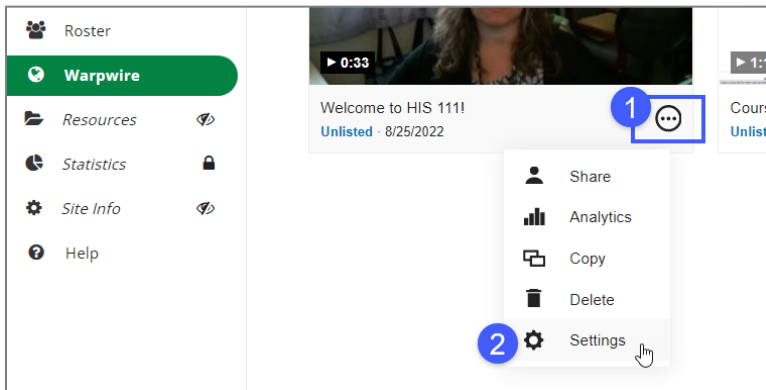 Roster
Warpwire
Resources
Statistics
Site Info
Help
0:33
Welcome to HIS 111!
Unlisted · 8/25/2022
1
Share
Analytics
Copy
Delete
2
Settings